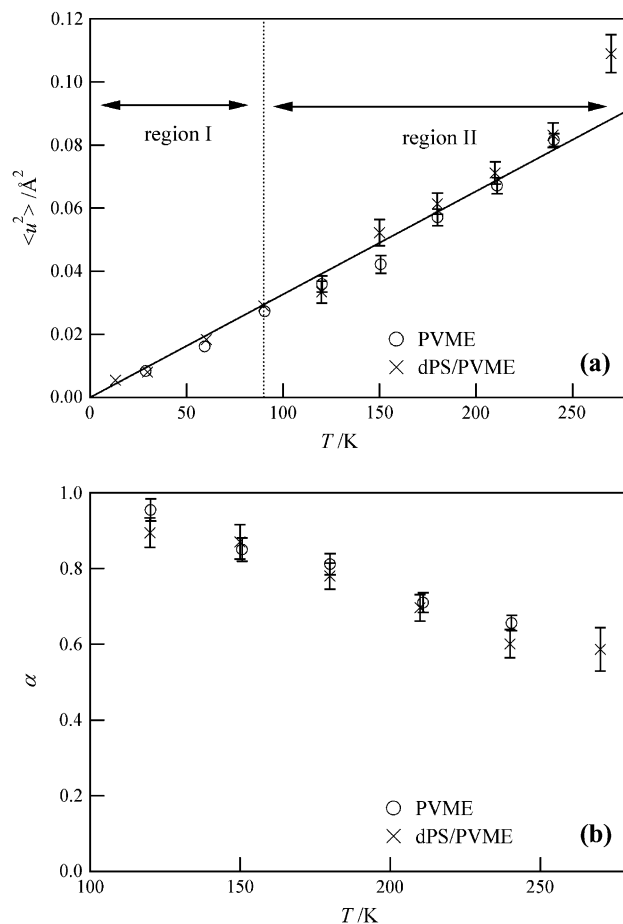 0.12
0.10
0.08
0.06
0.04
0.02
0.00
<u²> /Å²
region I
region II
PVME
dPS/PVME
(a)
0 50 100 150 200 250
T /K
1.0
0.8
0.6
0.4
0.2
0.0
α
PVME
dPS/PVME
(b)
100 150 200 250
T /K